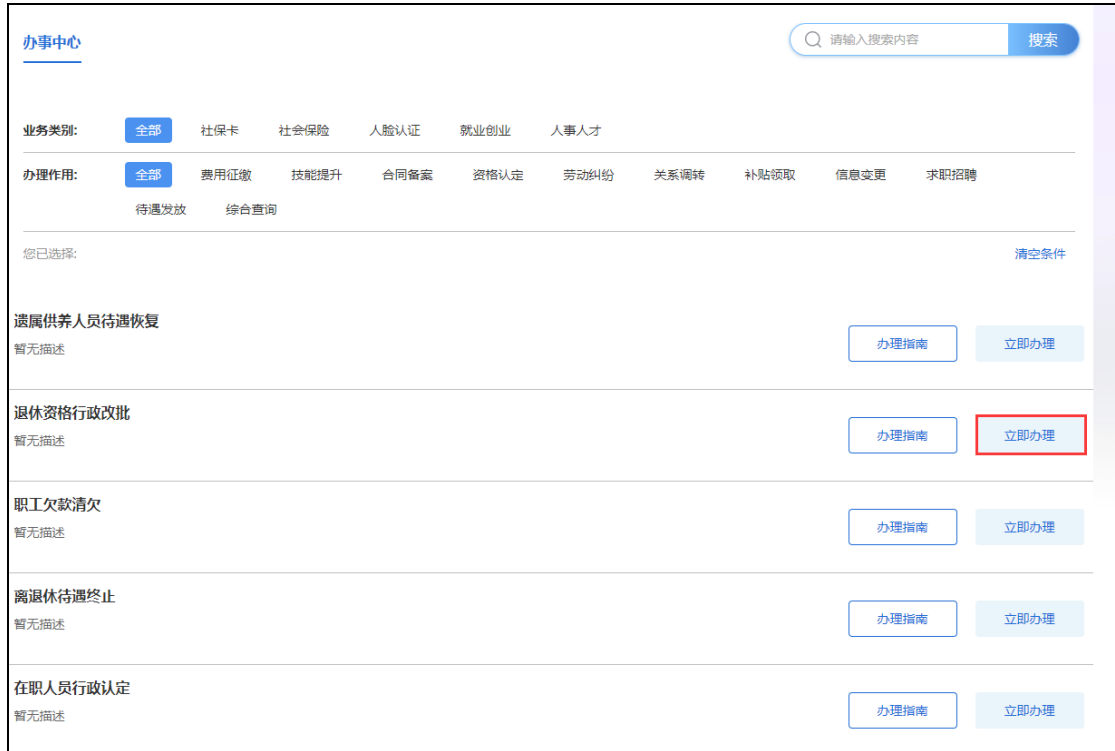 办事中心
请输入搜索内容 搜索
业务类别: 全部 社保卡 社会保险 人脸认证 就业创业 人事人才
办理作用: 全部 费用征缴 技能提升 合同备案 资格认定 劳动纠纷 关系调转 补贴领取 信息变更 求职招聘
待遇发放 综合查询
您已选择: 清空条件
遗属供养人员待遇恢复
暂无描述
办理指南 立即办理
退休资格行政改批
暂无描述
办理指南 立即办理
职工欠款清欠
暂无描述
办理指南 立即办理
离退休待遇终止
暂无描述
办理指南 立即办理
在职人员行政认定
暂无描述
办理指南 立即办理